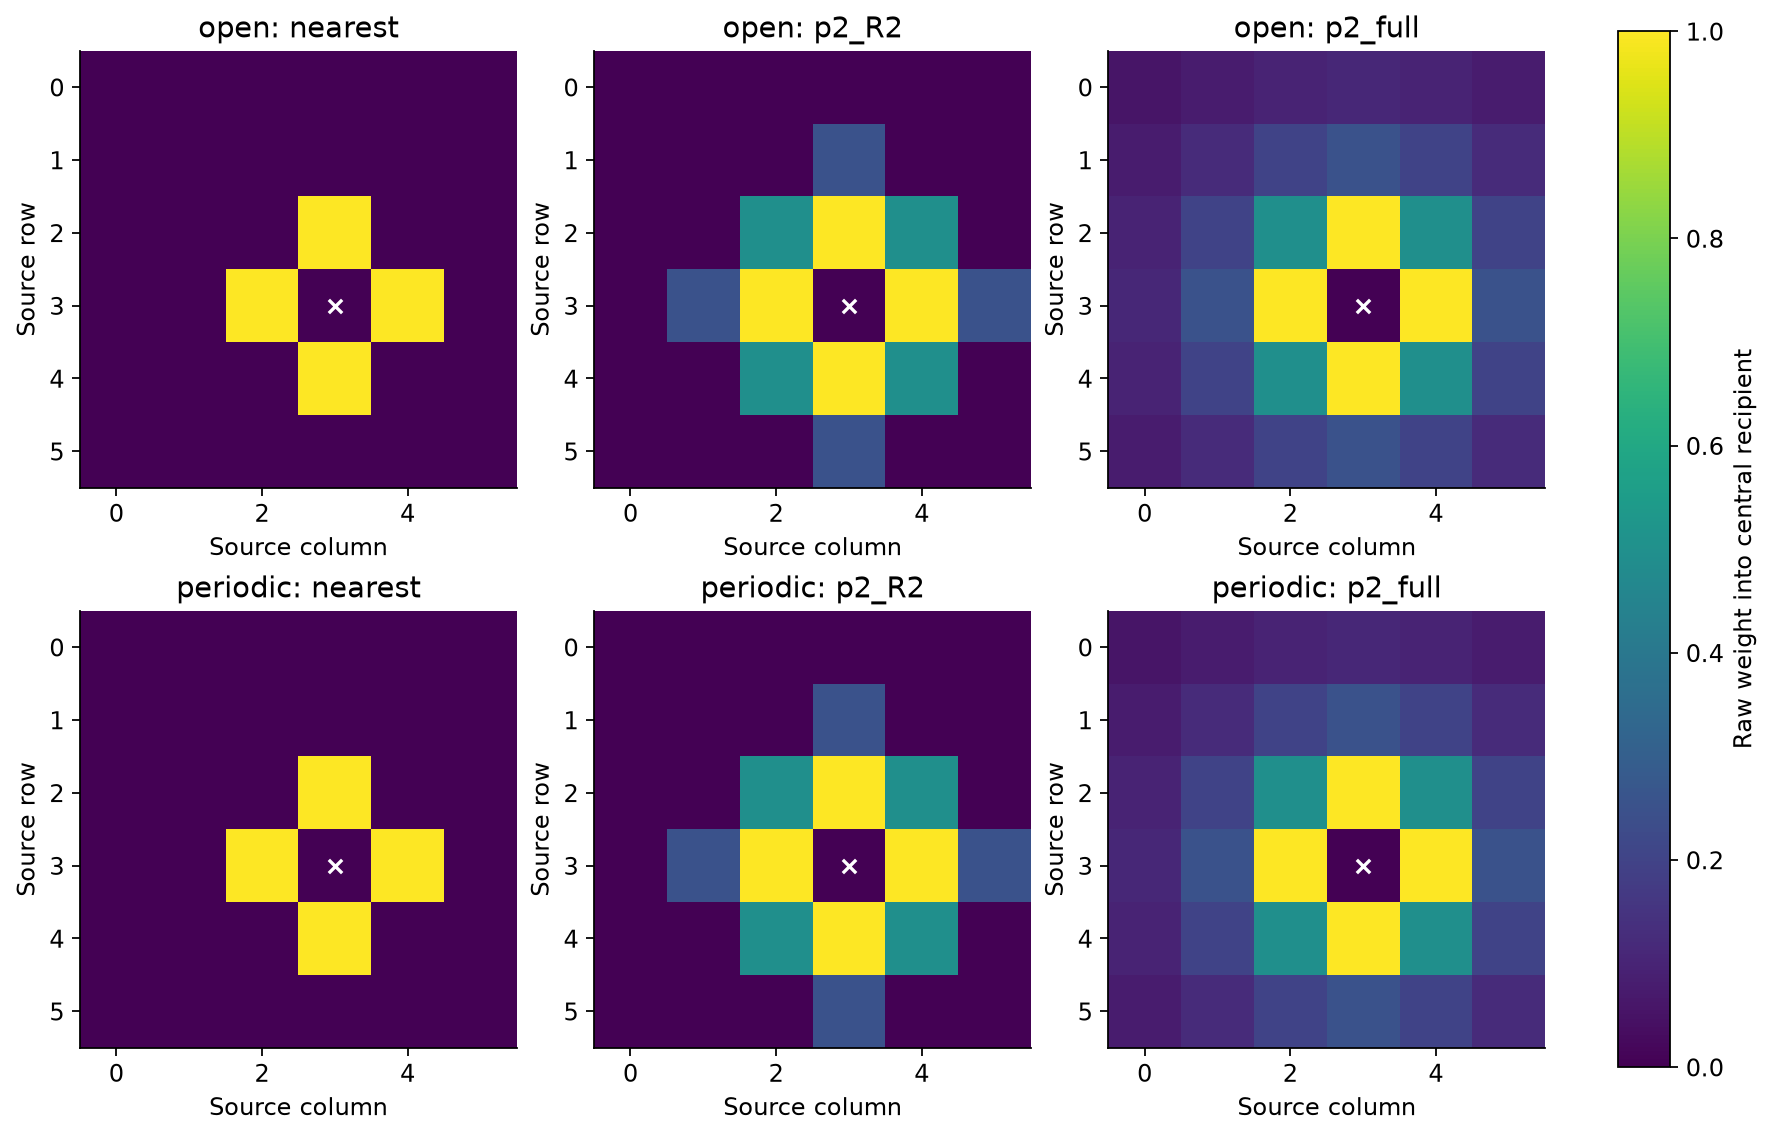 open: nearest
open: p2_R2
open: p2_full
Source row
0
1
2
3
4
5
0 2 4
Source column
Source row
0
1
2
3
4
5
0 2 4
Source column
Source row
0
1
2
3
4
5
0 2 4
Source column
periodic: nearest
periodic: p2_R2
periodic: p2_full
Source row
0
1
2
3
4
5
0 2 4
Source column
Source row
0
1
2
3
4
5
0 2 4
Source column
Source row
0
1
2
3
4
5
0 2 4
Source column
1.0
0.8
0.6
0.4
0.2
0.0
Raw weight into central recipient